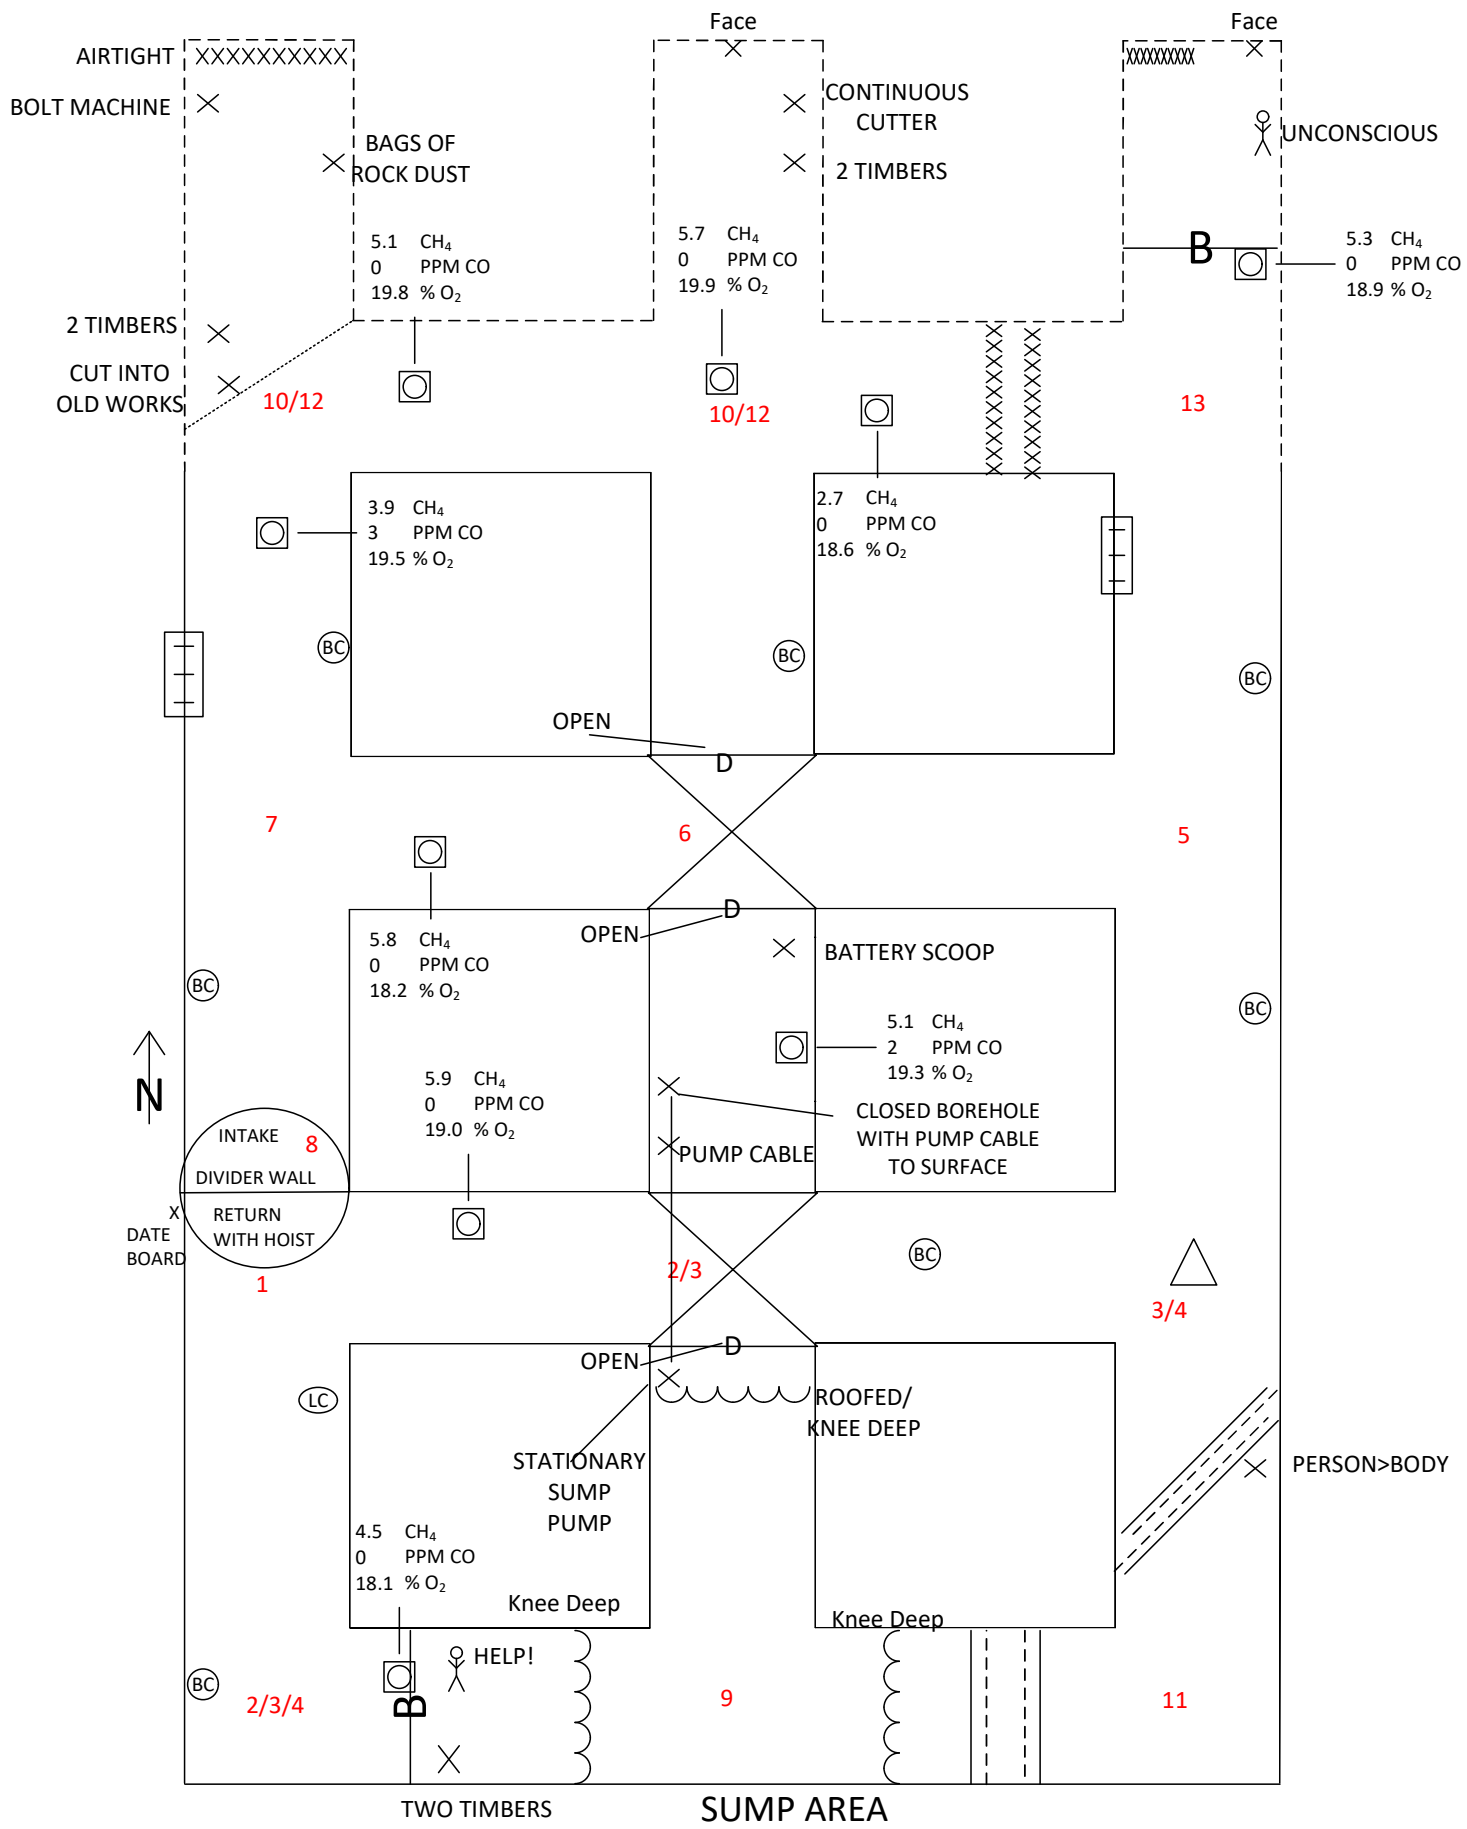 Face
Face
AIRTIGHT
XXXXXXXXXX
BOLT MACHINE
BAGS OF
ROCK DUST
CONTINUOUS
CUTTER
2 TIMBERS
UNCONSCIOUS
5.1 CH₄
0 PPM CO
19.8 % O₂
5.7 CH₄
0 PPM CO
19.9 % O₂
B
5.3 CH₄
0 PPM CO
18.9 % O₂
2 TIMBERS
CUT INTO
OLD WORKS
10/12
10/12
13
3.9 CH₄
3 PPM CO
19.5 % O₂
2.7 CH₄
0 PPM CO
18.6 % O₂
BC
BC
BC
OPEN
D
7
6
5
OPEN
D
5.8 CH₄
0 PPM CO
18.2 % O₂
BATTERY SCOOP
BC
BC
5.1 CH₄
2 PPM CO
19.3 % O₂
N
5.9 CH₄
0 PPM CO
19.0 % O₂
CLOSED BOREHOLE
WITH PUMP CABLE
TO SURFACE
PUMP CABLE
INTAKE
8
DIVIDER WALL
RETURN
WITH HOIST
X
DATE
BOARD
1
2/3
BC
3/4
OPEN
D
LC
ROOFED/
KNEE DEEP
STATIONARY
SUMP
PUMP
PERSON>BODY
4.5 CH₄
0 PPM CO
18.1 % O₂
Knee Deep
Knee Deep
HELP!
BC
2/3/4
B
9
11
TWO TIMBERS
SUMP AREA